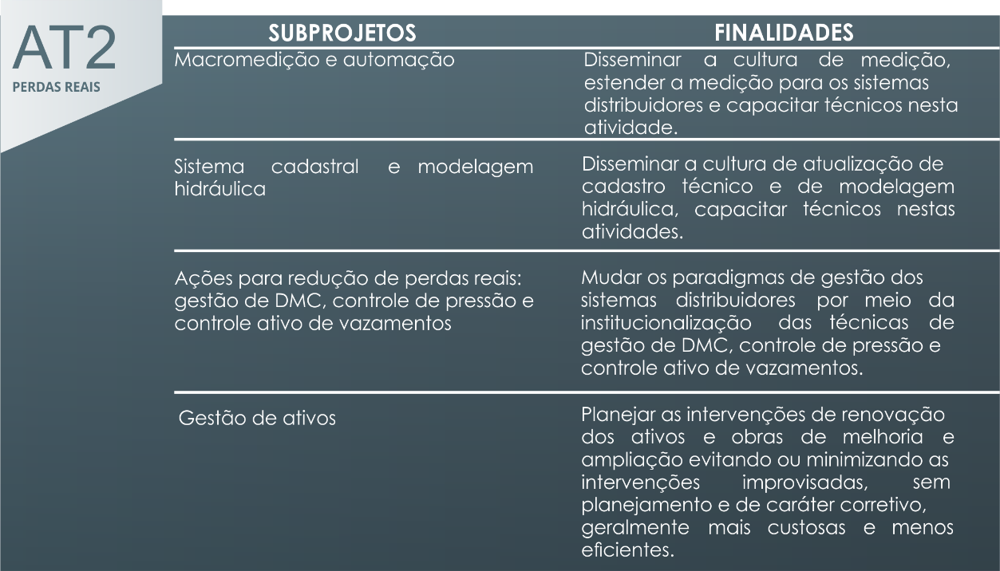 AT2
PERDAS REAIS
SUBPROJETOS
FINALIDADES
Macromedição e automação
Disseminar a cultura de medição,
estender a medição para os sistemas
distribuidores e capacitar técnicos nesta
atividade.
Sistema cadastral e modelagem
hidráulica
Disseminar a cultura de atualização de
cadastro técnico e de modelagem
hidráulica, capacitar técnicos nestas
atividades.
Ações para redução de perdas reais:
gestão de DMC, controle de pressão e
controle ativo de vazamentos
Mudar os paradigmas de gestão dos
sistemas distribuidores por meio da
institucionalização das técnicas de
gestão de DMC, controle de pressão e
controle ativo de vazamentos.
Gestão de ativos
Planejar as intervenções de renovação
dos ativos e obras de melhoria e
ampliação evitando ou minimizando as
intervenções improvisadas, sem
planejamento e de caráter corretivo,
geralmente mais custosas e menos
eficientes.